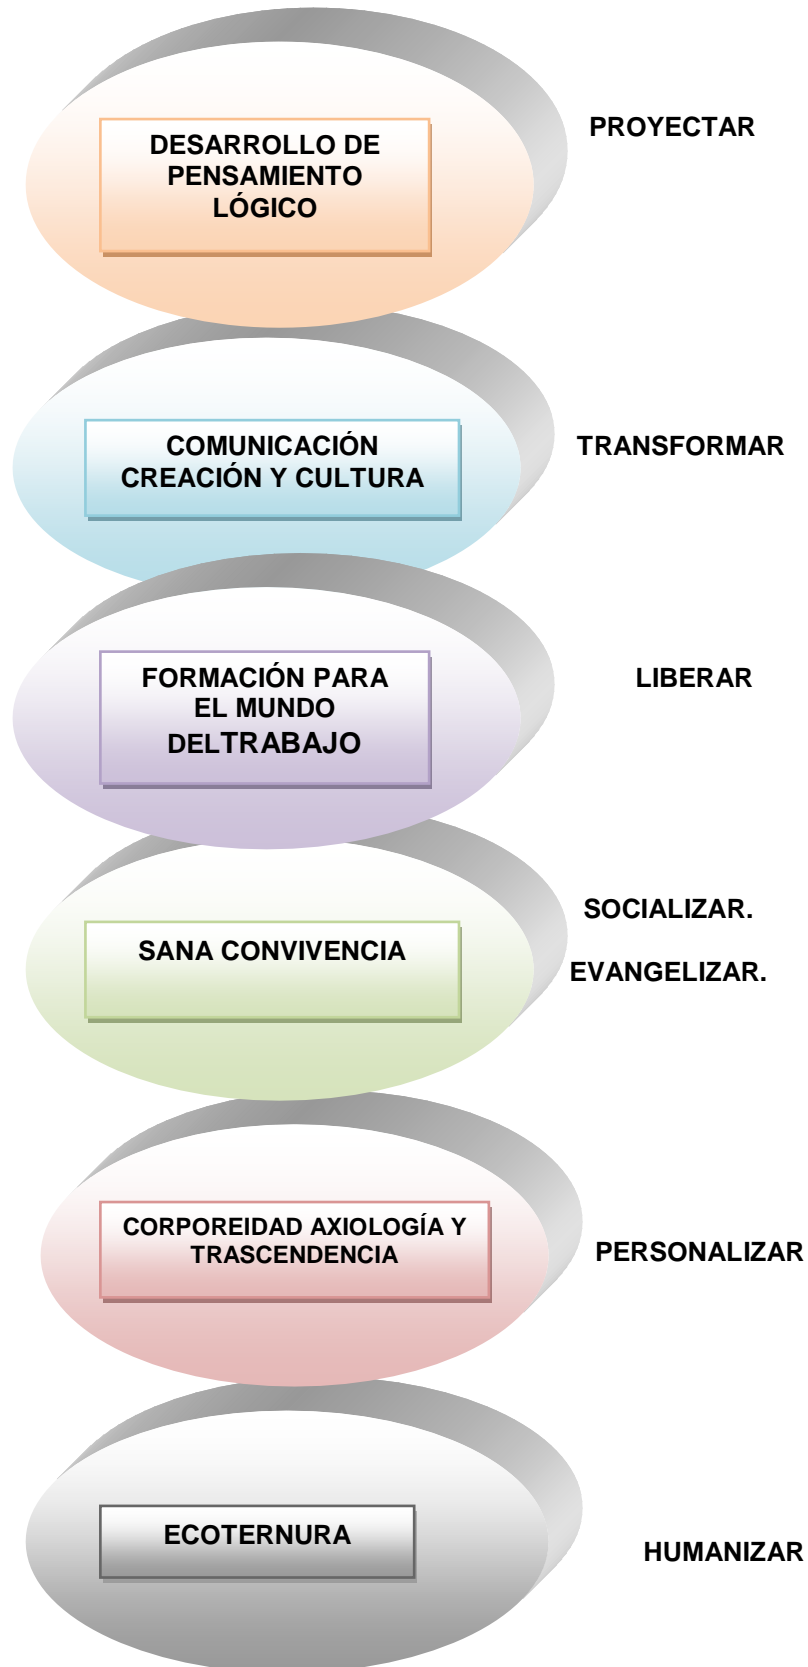 DESARROLLO DE
PENSAMIENTO
LÓGICO
PROYECTAR
COMUNICACIÓN
CREACIÓN Y CULTURA
TRANSFORMAR
FORMACIÓN PARA
EL MUNDO
DELTRABAJO
LIBERAR
SANA CONVIVENCIA
SOCIALIZAR.
EVANGELIZAR.
CORPOREIDAD AXIOLOGÍA Y
TRASCENDENCIA
PERSONALIZAR
ECOTERNURA
HUMANIZAR